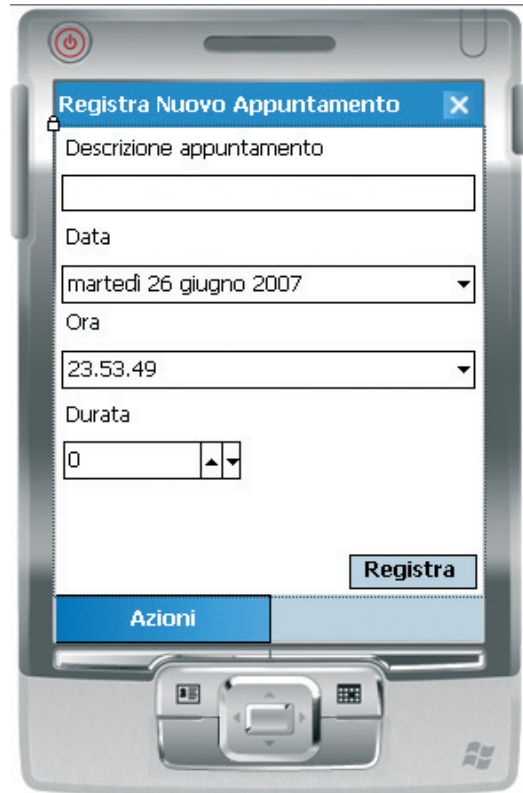 Registra Nuovo Appuntamento
Descrizione appuntamento
Data
martedì 26 giugno 2007
Ora
23.53.49
Durata
0
Registra
Azioni